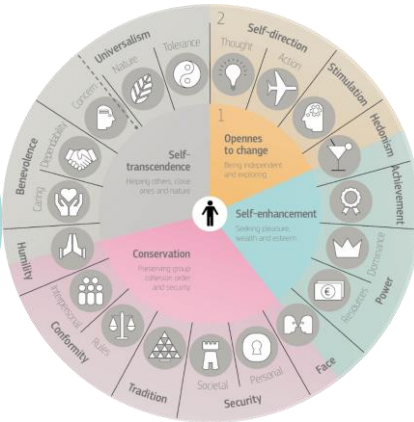 2
Universalism
Nature
Tolerance
Concern
Self-direction
Thought
Action
Stimulation
Hedonism
Achievement
Dominance
Power
Resources
Face
Personal
Security
Societal
Tradition
Rules
Conformity
Interpersonal
Humility
Caring
Benevolence
Dependability
1
Opennes
to change
Being independent
and exploring
Self-
transcendence
Helping others, close
ones and nature
Self-enhancement
Seeking pleasure,
wealth and esteem
Conservation
Preserving group
cohesion order
and security
€